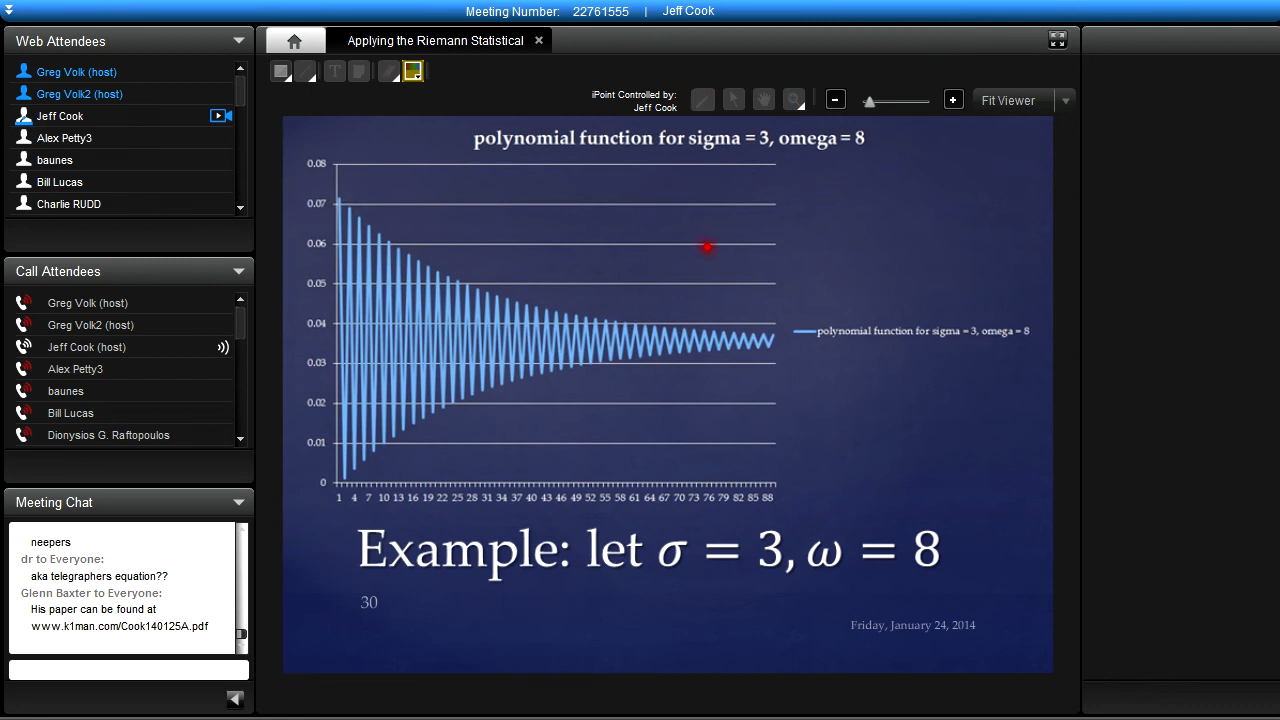 Meeting Number: 22761555 | Jeff Cook
Web Attendees
Greg Volk (host)
Greg Volk2 (host)
Jeff Cook
Alex Petty3
baunes
Bill Lucas
Charlie RUDD
Call Attendees
Greg Volk (host)
Greg Volk2 (host)
Jeff Cook (host)
Alex Petty3
baunes
Bill Lucas
Dionysios G. Raftopoulos
Meeting Chat
neepers
dr to Everyone:
aka telegraphers equation??
Glenn Baxter to Everyone:
His paper can be found at
www.k1man.com/Cook140125A.pdf
Applying the Riemann Statistical
T
iPoint Controlled by:
Jeff Cook
Fit Viewer
polynomial function for sigma = 3, omega = 8
0.08
0.07
0.06
0.05
0.04
0.03
0.02
0.01
0
1 4 7 10 13 16 19 22 25 28 31 34 37 40 43 46 49 52 55 58 61 64 67 70 73 76 79 82 85 88
polynomial function for sigma = 3, omega = 8
Example: let σ = 3, ω = 8
30
Friday, January 24, 2014